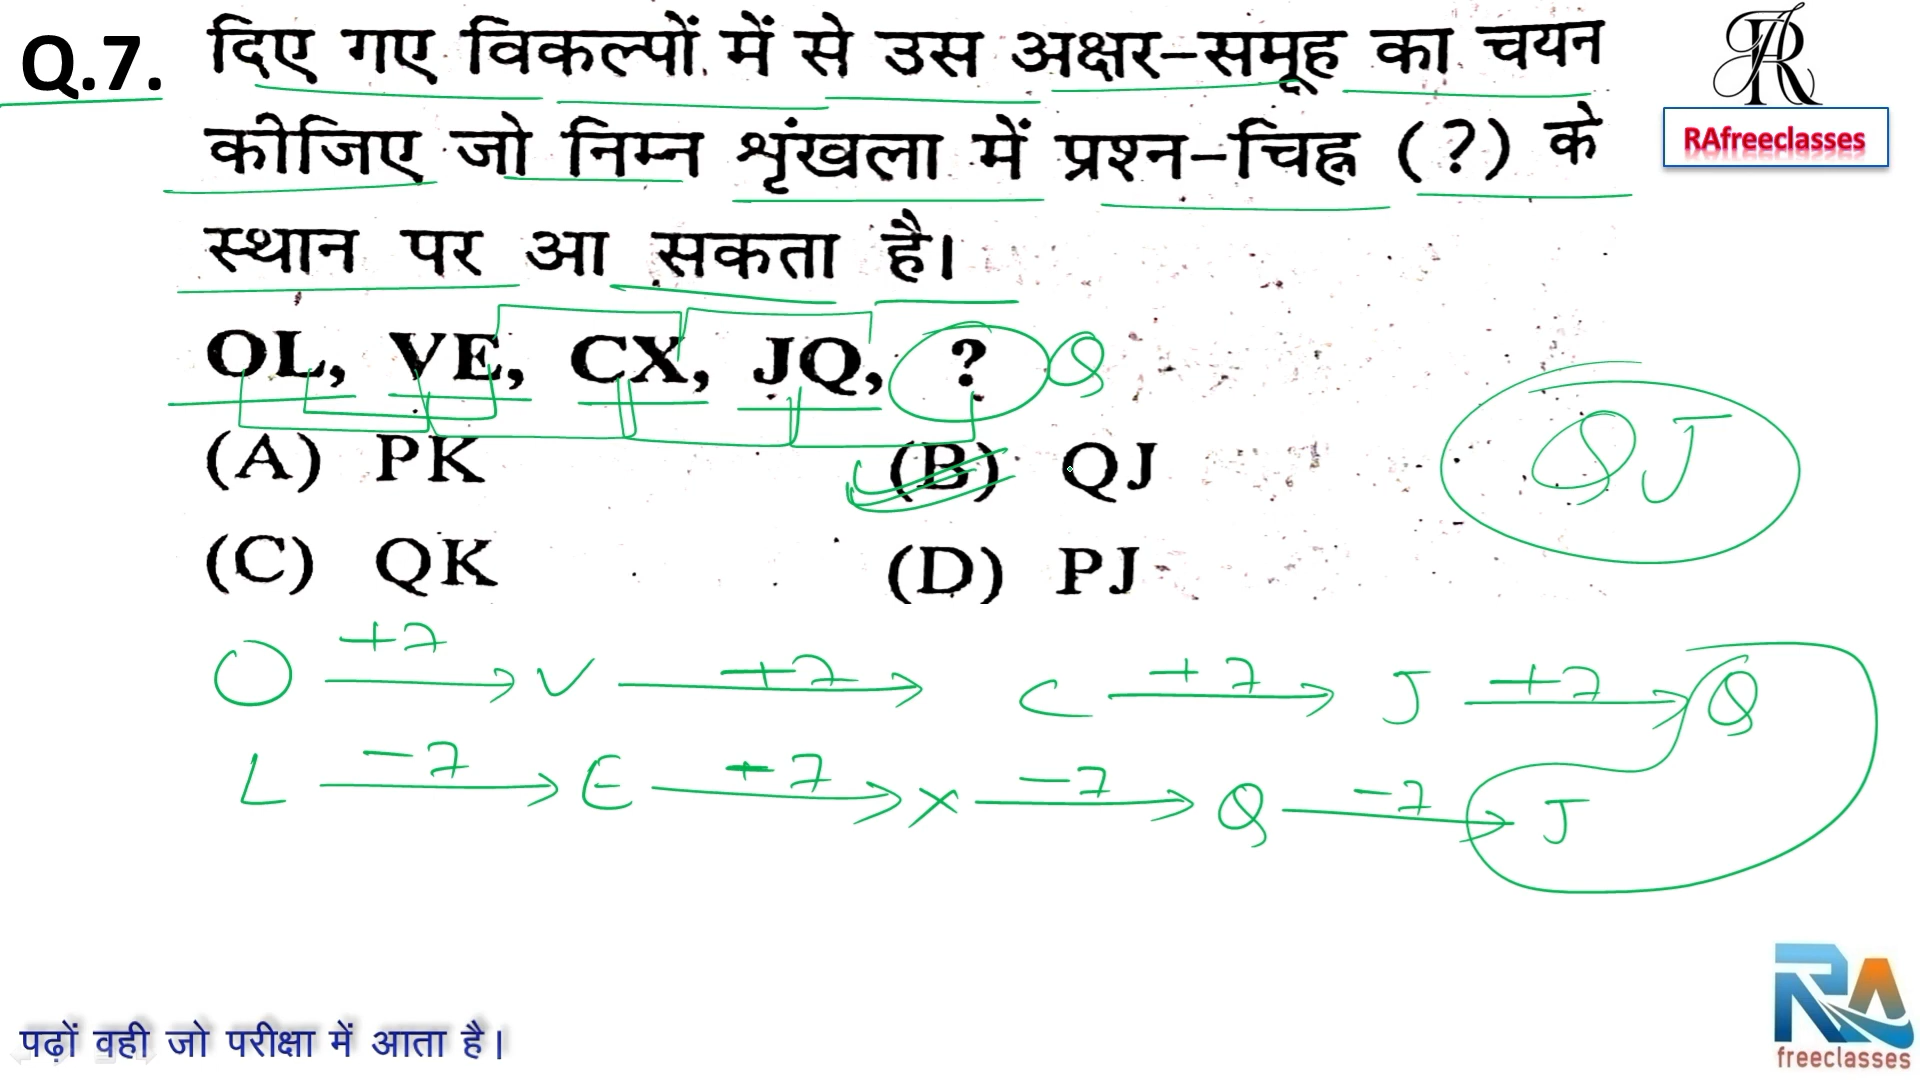 Q.7. दिए गए विकल्पों में से उस अक्षर–समूह का चयन
कीजिए जो निम्न शृंखला में प्रश्न–चिह्न (?) के
स्थान पर आ सकता है।
RAfreeclasses
OL, VE, CX, JQ, ? Q
(A) PK (B) QJ
QJ
(C) QK (D) PJ
O +7 V +7 C +7 J +7 Q
L -7 E -7 X -7 Q -7 J
पढ़ों वही जो परीक्षा में आता है।
RA
freeclasses